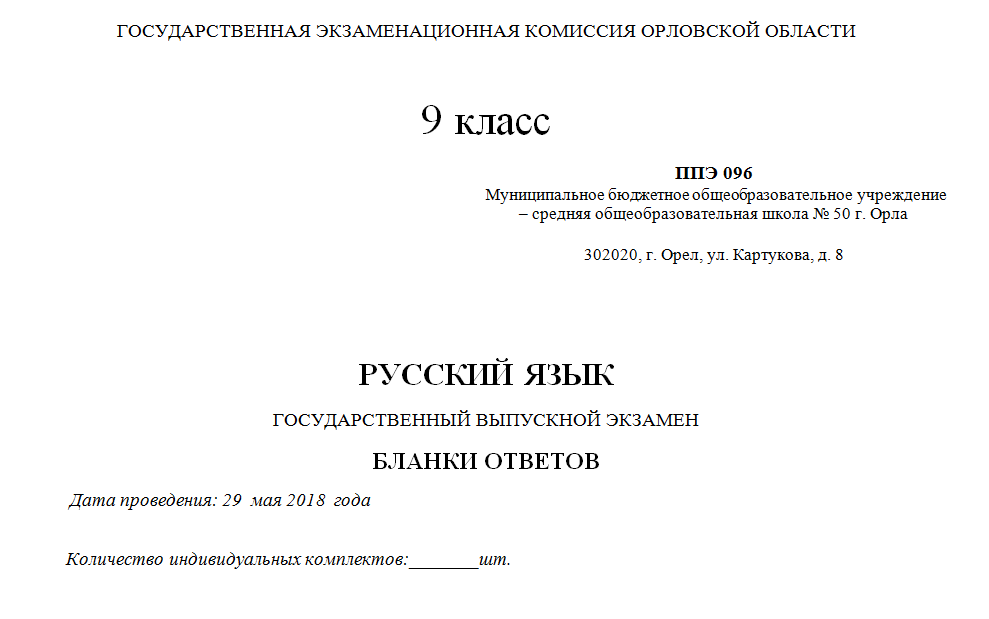 ГОСУДАРСТВЕННАЯ ЭКЗАМЕНАЦИОННАЯ КОМИССИЯ ОРЛОВСКОЙ ОБЛАСТИ
9 класс
ППЭ 096
Муниципальное бюджетное общеобразовательное учреждение
– средняя общеобразовательная школа № 50 г. Орла
302020, г. Орел, ул. Картукова, д. 8
РУССКИЙ ЯЗЫК
ГОСУДАРСТВЕННЫЙ ВЫПУСКНОЙ ЭКЗАМЕН
БЛАНКИ ОТВЕТОВ
Дата проведения: 29 мая 2018 года
Количество индивидуальных комплектов:________шт.